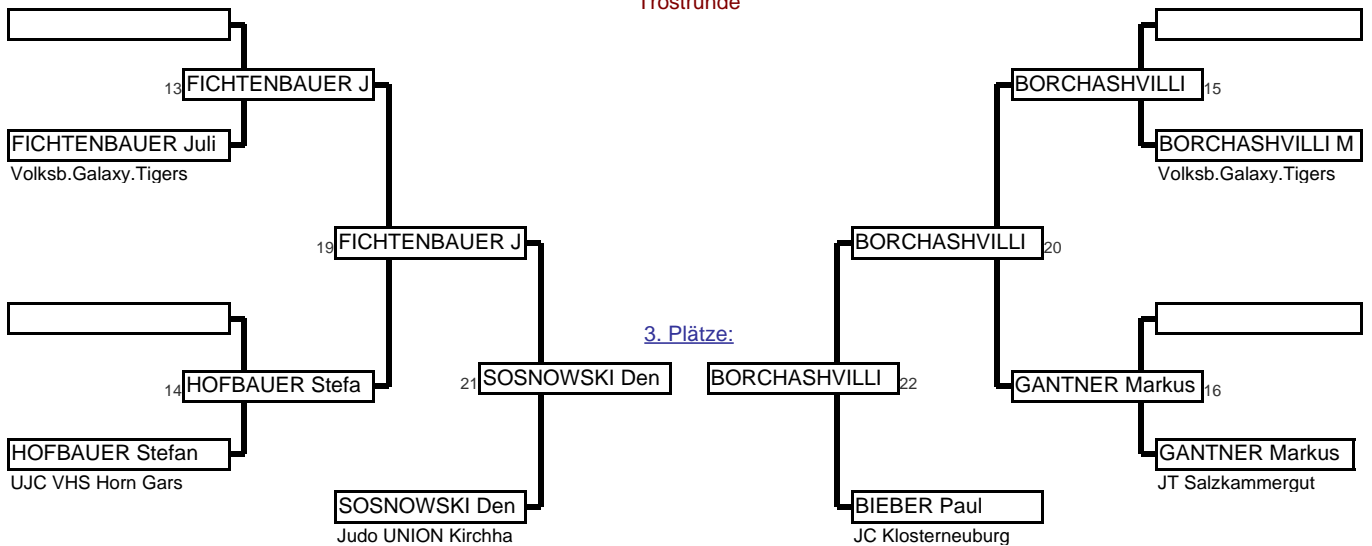 Trostrunde
13 FICHTENBAUER J
BORCHASHVILLI 15
FICHTENBAUER Juli
Volksb.Galaxy.Tigers
BORCHASHVILLI M
Volksb.Galaxy.Tigers
19 FICHTENBAUER J
BORCHASHVILLI 20
3. Plätze:
14 HOFBAUER Stefa
21 SOSNOWSKI Den
BORCHASHVILLI 22
GANTNER Markus 16
HOFBAUER Stefan
UJC VHS Horn Gars
GANTNER Markus
JT Salzkammergut
SOSNOWSKI Den
Judo UNION Kirchha
BIEBER Paul
JC Klosterneuburg